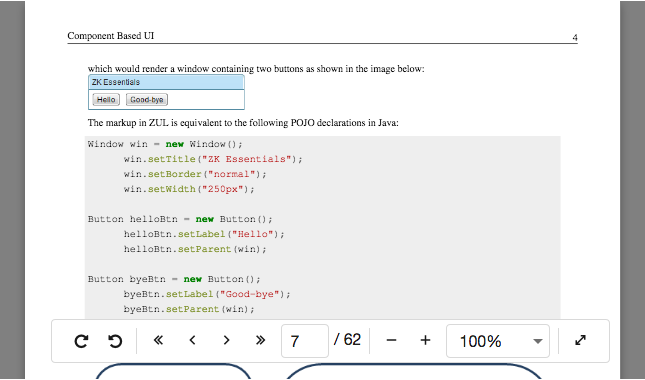 Component Based UI
4
which would render a window containing two buttons as shown in the image below:
ZK Essentials
Hello Good-bye
The markup in ZUL is equivalent to the following POJO declarations in Java:
Window win = new Window();
win.setTitle("ZK Essentials");
win.setBorder("normal");
win.setWidth("250px");
Button helloBtn = new Button();
helloBtn.setLabel("Hello");
helloBtn.setParent(win);
Button byeBtn = new Button();
byeBtn.setLabel("Good-bye");
byeBtn.setParent(win);
7 / 62 − + 100%